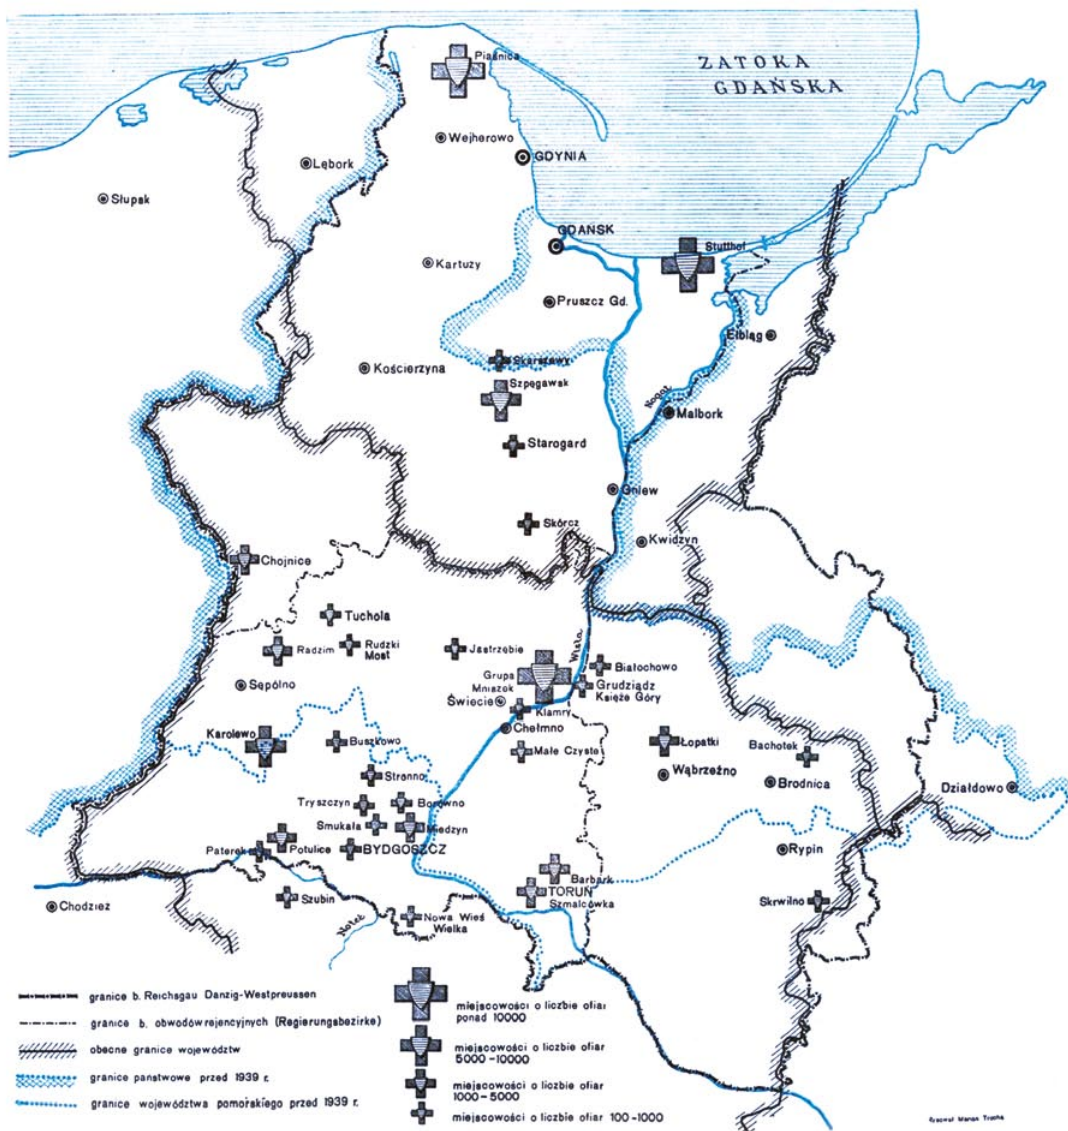 Piaśnica
ZATOKA
GDAŃSKA
Wejherowo
GDYNIA
Lębork
Słupsk
GDAŃSK
Stutthof
Kartuzy
Pruszcz Gd.
Elbląg
Skarszewy
Kościerzyna
Szpęgawsk
Nogat
Malbork
Starogard
Gniew
Skórcz
Kwidzyn
Chojnice
Tuchola
Radzim
Rudzki
Most
Jastrzębie
Wisła
Białochowo
Grupa
Mniszek
Grudziądz
Księże Góry
Sępólno
Świecie
Klamry
Chełmno
Karolewo
Buszkowo
Małe Czyste
Łopatki
Bachotek
Stronno
Wąbrzeźno
Brodnica
Działdowo
Tryszczyn
Borówno
Smukała
Miedzyn
Paterek
Potulice
BYDGOSZCZ
Rypin
Barbark
TORUŃ
Szmalcówka
Szubin
Skrwilno
Chodzież
Noteć
Nowa Wieś
Wielka
granice b. Reichsgau Danzig-Westpreussen
granice b. obwodów rejencyjnych (Regierungsbezirke)
obecne granice województw
granice państwowe przed 1939 r.
granice województwa pomorskiego przed 1939 r.
miejscowości o liczbie ofiar
ponad 10000
miejscowości o liczbie ofiar
5000-10000
miejscowości o liczbie ofiar
1000-5000
miejscowości o liczbie ofiar 100-1000